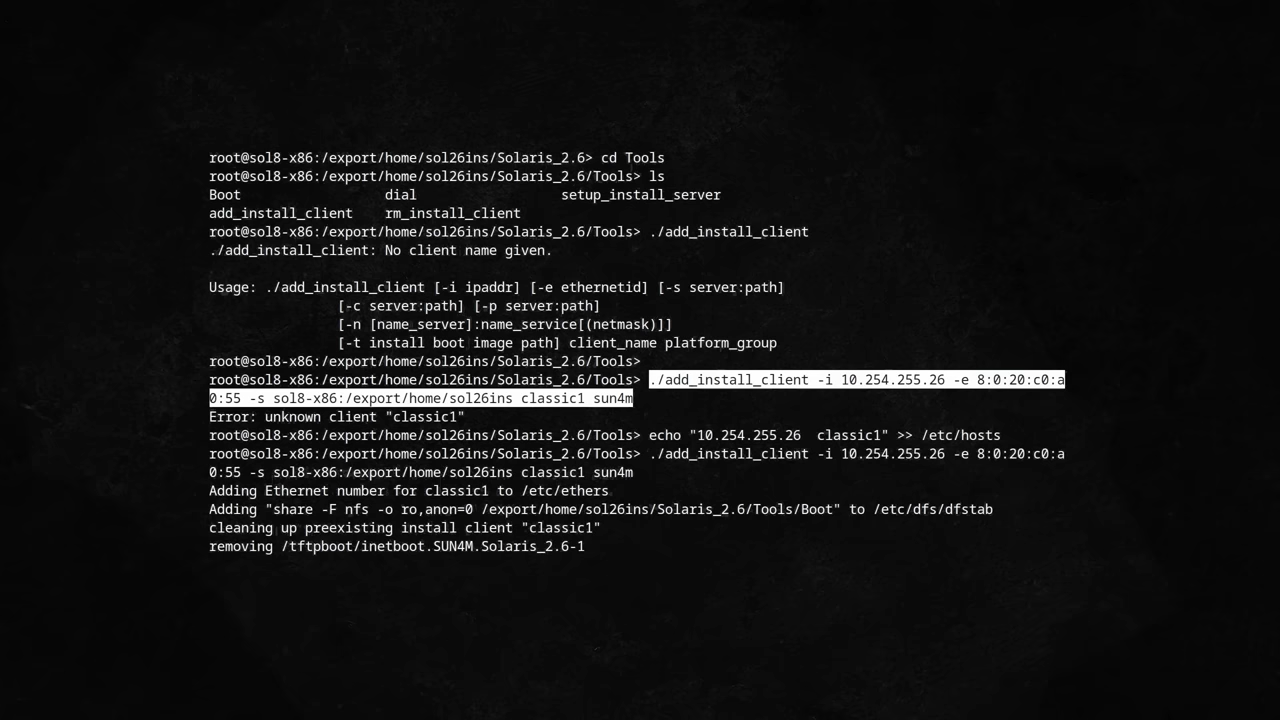 root@sol8-x86:/export/home/sol26ins/Solaris_2.6> cd Tools
root@sol8-x86:/export/home/sol26ins/Solaris_2.6/Tools> ls
Boot                  dial                  setup_install_server
add_install_client    rm_install_client
root@sol8-x86:/export/home/sol26ins/Solaris_2.6/Tools> ./add_install_client
./add_install_client: No client name given.

Usage: ./add_install_client [-i ipaddr] [-e ethernetid] [-s server:path]
                [-c server:path] [-p server:path]
                [-n [name_server]:name_service[(netmask)]]
                [-t install boot image path] client_name platform_group
root@sol8-x86:/export/home/sol26ins/Solaris_2.6/Tools>
root@sol8-x86:/export/home/sol26ins/Solaris_2.6/Tools> ./add_install_client -i 10.254.255.26 -e 8:0:20:c0:a
0:55 -s sol8-x86:/export/home/sol26ins classic1 sun4m
Error: unknown client "classic1"
root@sol8-x86:/export/home/sol26ins/Solaris_2.6/Tools> echo "10.254.255.26  classic1" >> /etc/hosts
root@sol8-x86:/export/home/sol26ins/Solaris_2.6/Tools> ./add_install_client -i 10.254.255.26 -e 8:0:20:c0:a
0:55 -s sol8-x86:/export/home/sol26ins classic1 sun4m
Adding Ethernet number for classic1 to /etc/ethers
Adding "share -F nfs -o ro,anon=0 /export/home/sol26ins/Solaris_2.6/Tools/Boot" to /etc/dfs/dfstab
cleaning up preexisting install client "classic1"
removing /tftpboot/inetboot.SUN4M.Solaris_2.6-1